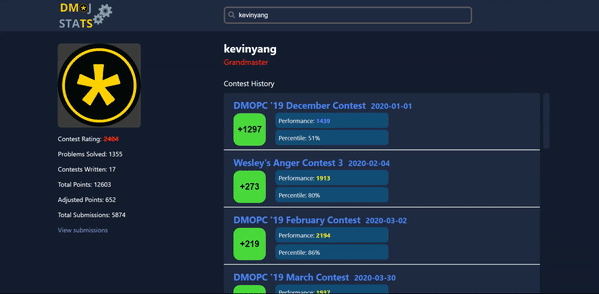 DM★J
STATS
kevinyang
kevinyang
Grandmaster
Contest History
Contest Rating: 2404
Problems Solved: 1355
Contests Written: 17
Total Points: 12603
Adjusted Points: 652
Total Submissions: 5874
View submissions
DMOPC '19 December Contest 2020-01-01
+1297
Performance: 1439
Percentile: 51%
Wesley's Anger Contest 3 2020-02-04
+273
Performance: 1913
Percentile: 80%
DMOPC '19 February Contest 2020-03-02
+219
Performance: 2194
Percentile: 86%
DMOPC '19 March Contest 2020-03-30
Performance: 1937